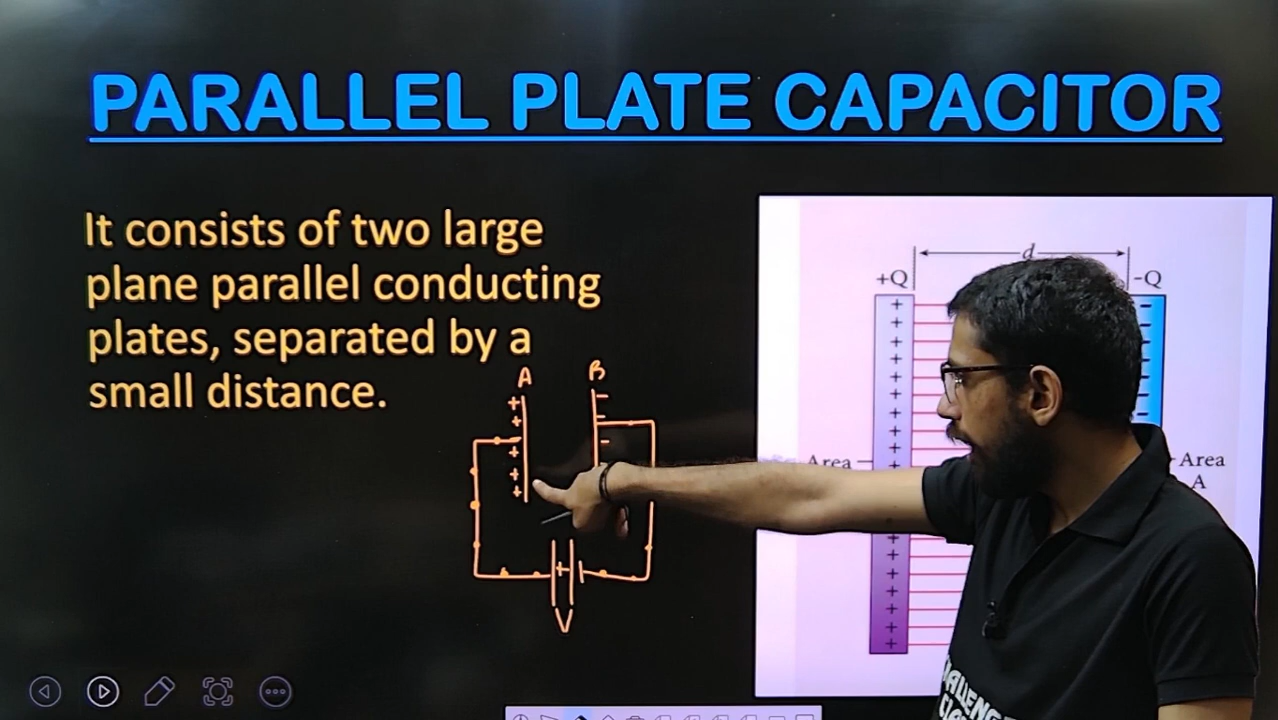 PARALLEL PLATE CAPACITOR
It consists of two large
plane parallel conducting
plates, separated by a
small distance.
A B
+ −
+
+ −
+
+
+
V
d
+Q -Q
+
+
+
+
+
+
+
+
Area
Area
A
+
+
+
+
+
+